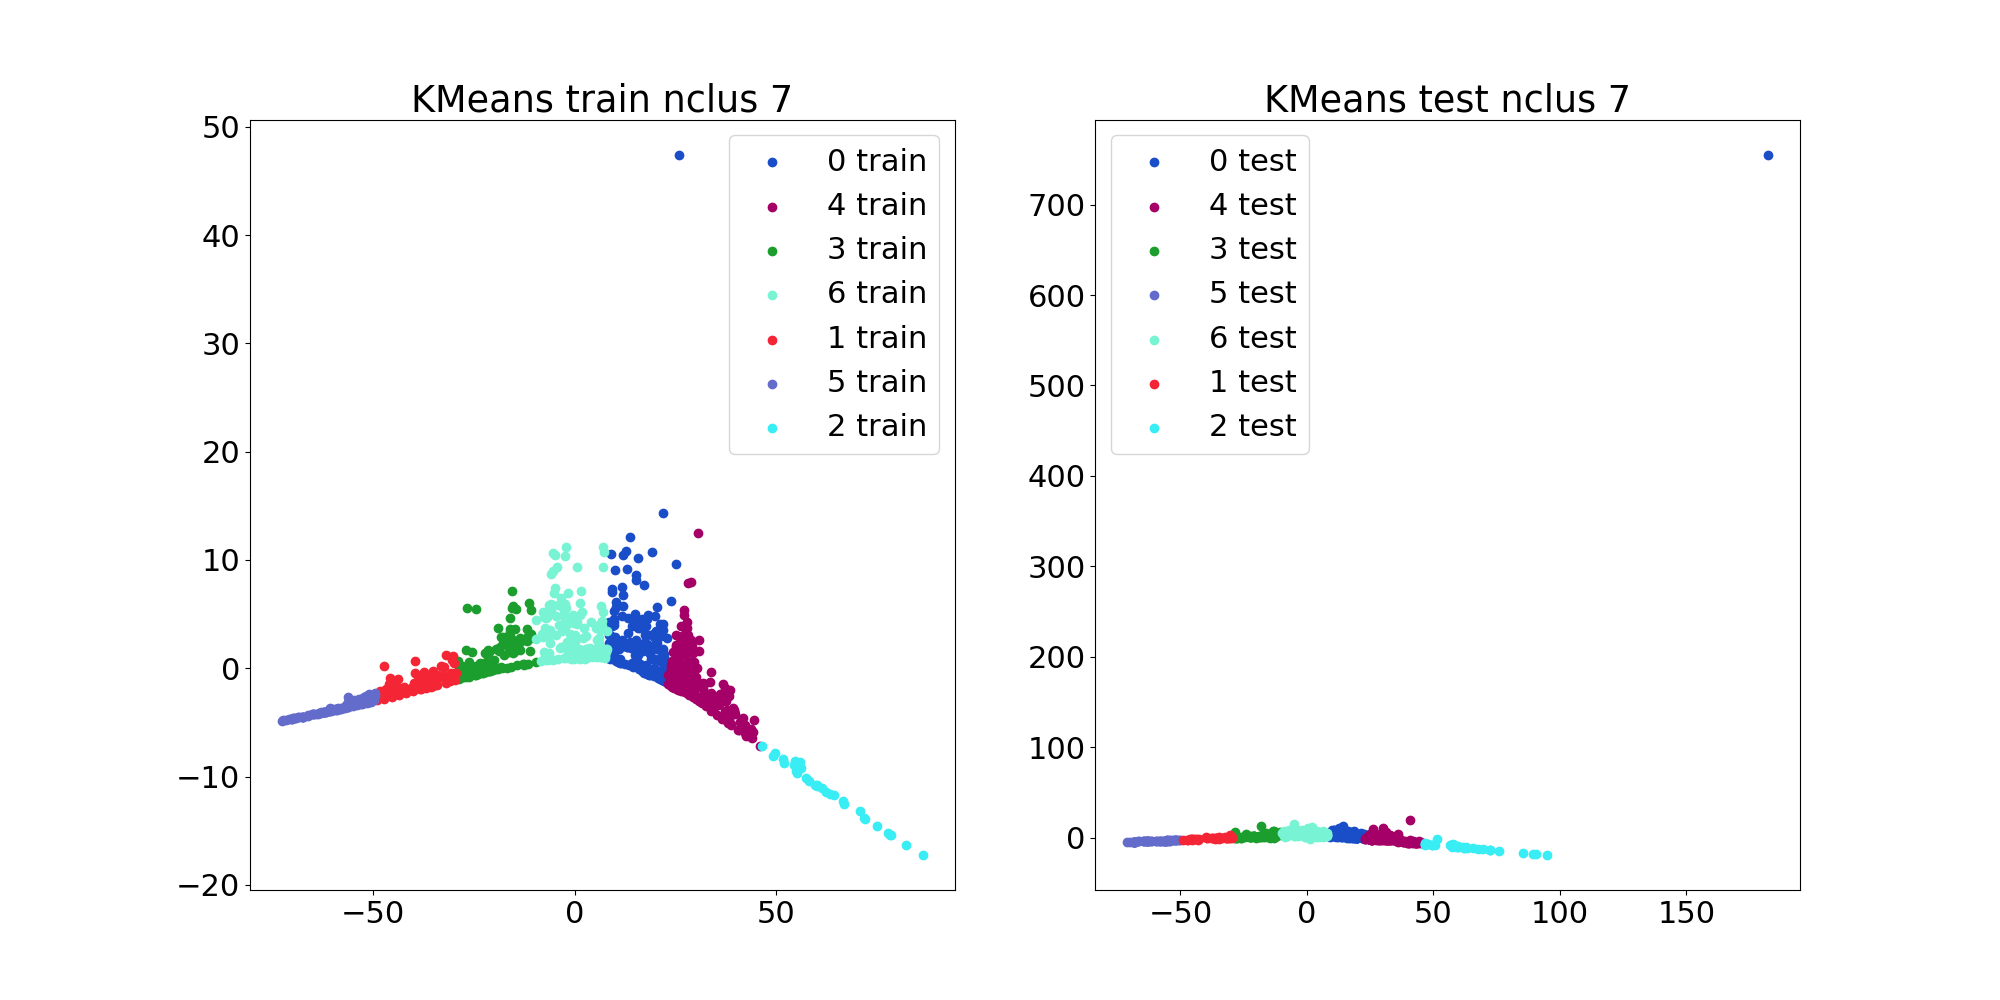 KMeans train nclus 7
50
40
30
20
10
0
−10
−20
−50
0
50
0 train
4 train
3 train
6 train
1 train
5 train
2 train
KMeans test nclus 7
700
600
500
400
300
200
100
0
−50
0
50
100
150
0 test
4 test
3 test
5 test
6 test
1 test
2 test